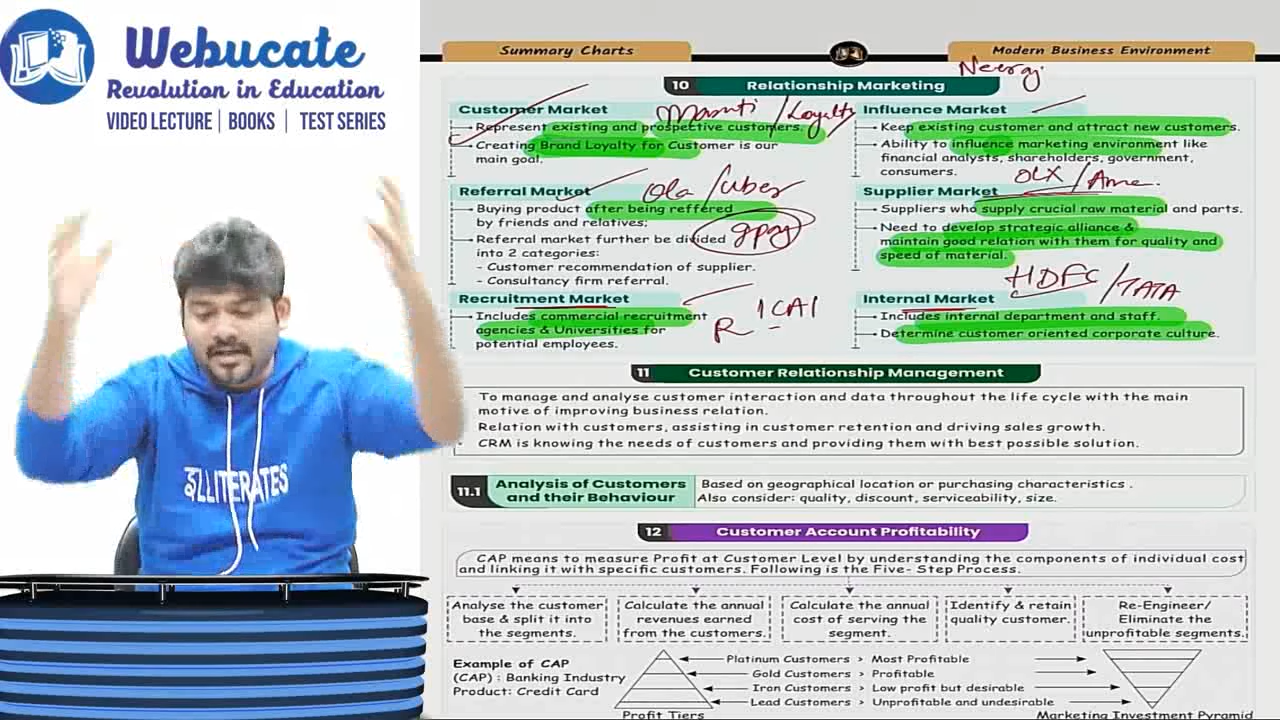 Webucate
Revolution in Education
VIDEO LECTURE | BOOKS | TEST SERIES
ILLITERATES
Summary Charts
Modern Business Environment
Neeraj
10 Relationship Marketing
Customer Market
Maruti / Loyalty
Represent existing and prospective customers.
Creating Brand Loyalty for Customer is our
main goal.
Influence Market
Keep existing customer and attract new customers.
Ability to influence marketing environment like
financial analysts, shareholders, government,
consumers.
Referral Market
Ola / Uber
Buying product after being reffered
by friends and relatives;
gpay
Referral market further be divided
into 2 categories:
- Customer recommendation of supplier.
- Consultancy firm referral.
OLX /
Supplier Market
Suppliers who supply crucial raw material and parts.
Need to develop strategic alliance &
maintain good relation with them for quality and
speed of material.
Recruitment Market
ICAI
R
Includes commercial recruitment
agencies & Universities for
potential employees.
HDFC / TATA
Internal Market
Includes internal department and staff.
Determine customer oriented corporate culture.
11 Customer Relationship Management
To manage and analyse customer interaction and data throughout the life cycle with the main
motive of improving business relation.
Relation with customers, assisting in customer retention and driving sales growth.
CRM is knowing the needs of customers and providing them with best possible solution.
11.1 Analysis of Customers
and their Behaviour
Based on geographical location or purchasing characteristics .
Also consider: quality, discount, serviceability, size.
12 Customer Account Profitability
CAP means to measure Profit at Customer Level by understanding the components of individual cost
and linking it with specific customers. Following is the Five- Step Process.
Analyse the customer
base & split it into
the segments.
Calculate the annual
revenues earned
from the customers.
Calculate the annual
cost of serving the
segment.
Identify & retain
quality customer.
Re-Engineer/
Eliminate the
unprofitable segments.
Example of CAP
(CAP) : Banking Industry
Product: Credit Card
Platinum Customers > Most Profitable
Gold Customers > Profitable
Iron Customers > Low profit but desirable
Lead Customers > Unprofitable and undesirable
Profit Tiers
Marketing Investment Pyramid